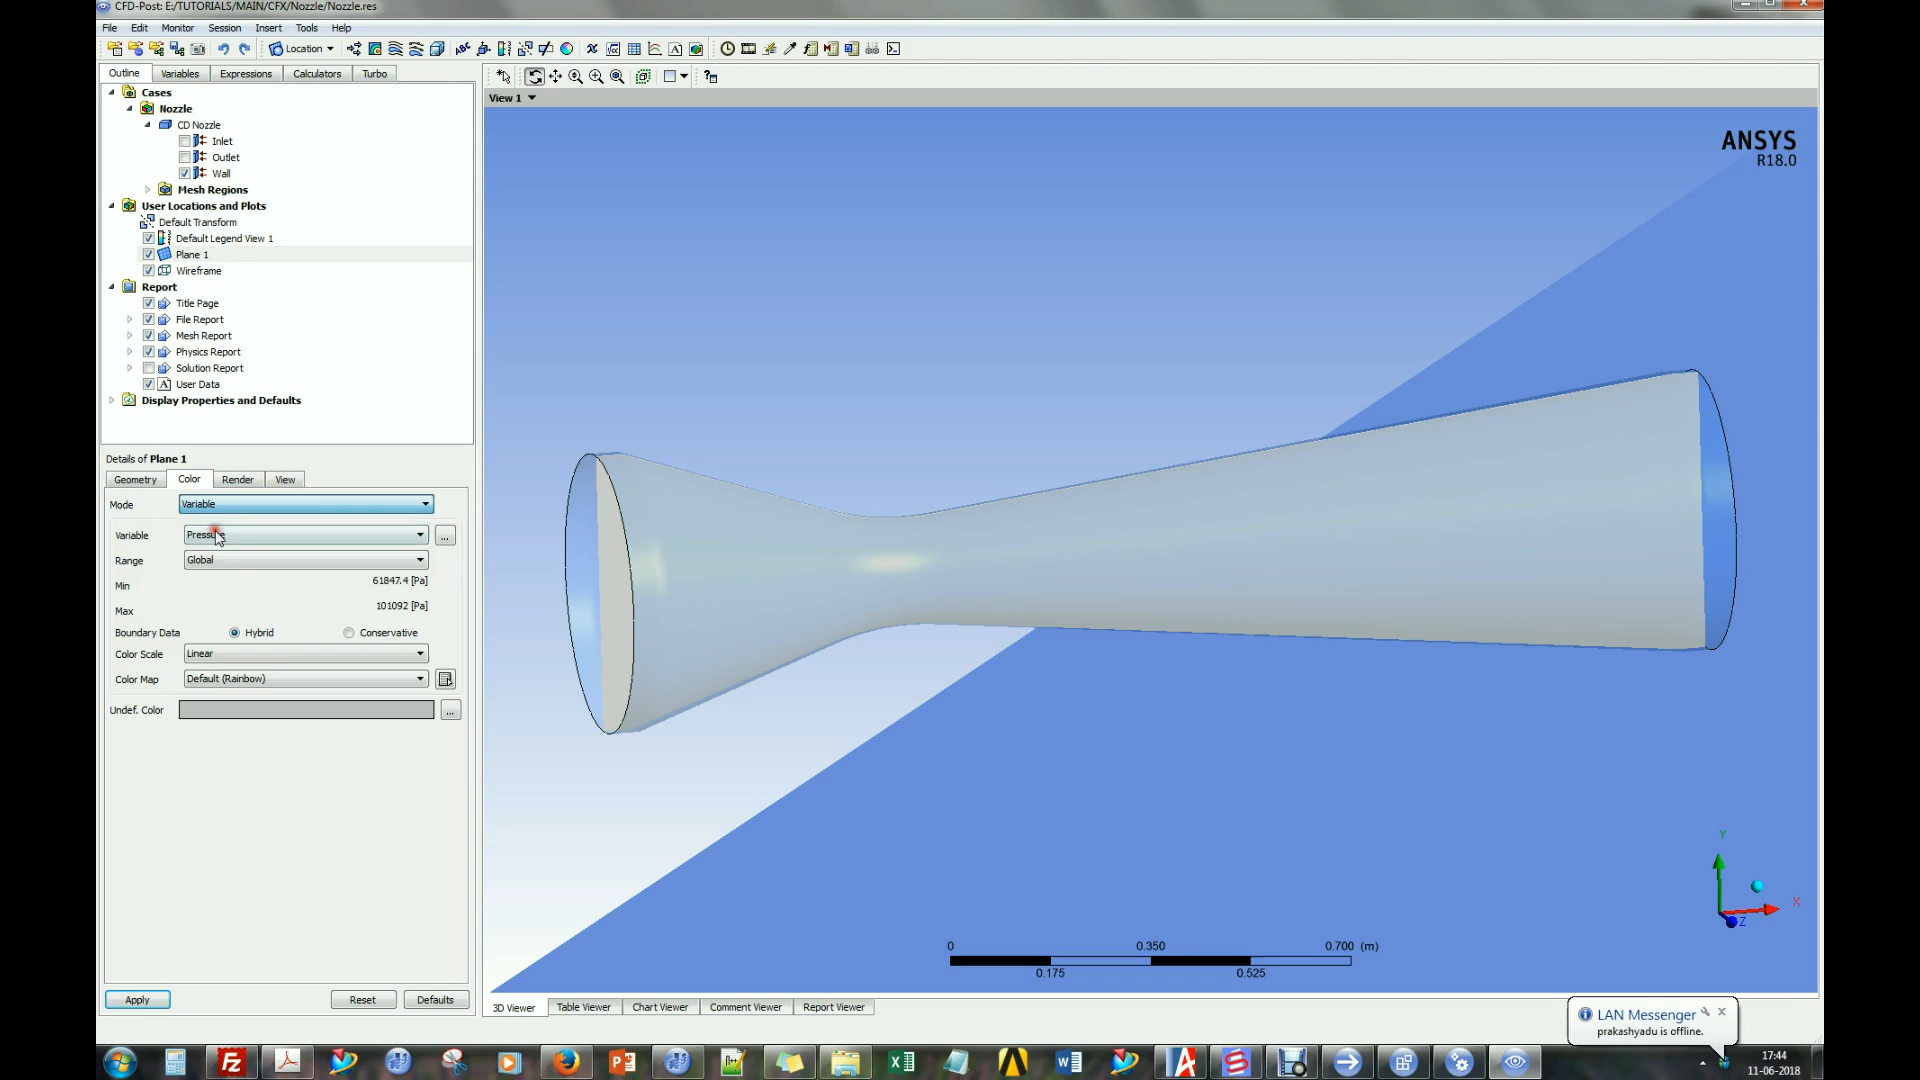 CFD-Post: E:/TUTORIALS/MAIN/CFX/Nozzle/Nozzle.res
File Edit Monitor Session Insert Tools Help
Location
Outline Variables Expressions Calculators Turbo
Cases
Nozzle
CD Nozzle
Inlet
Outlet
Wall
Mesh Regions
User Locations and Plots
Default Transform
Default Legend View 1
Plane 1
Wireframe
Report
Title Page
File Report
Mesh Report
Physics Report
Solution Report
User Data
Display Properties and Defaults
Details of Plane 1
Geometry Color Render View
Mode Variable
Variable Pressure ...
Range Global
Min 61847.4 [Pa]
Max 101092 [Pa]
Boundary Data Hybrid Conservative
Color Scale Linear
Color Map Default (Rainbow)
Undef. Color ...
Apply Reset Defaults
View 1
ANSYS
R18.0
Y
X
Z
0 0.350 0.700 (m)
0.175 0.525
3D Viewer Table Viewer Chart Viewer Comment Viewer Report Viewer
LAN Messenger
prakashyadu is offline.
17:44
11-06-2018